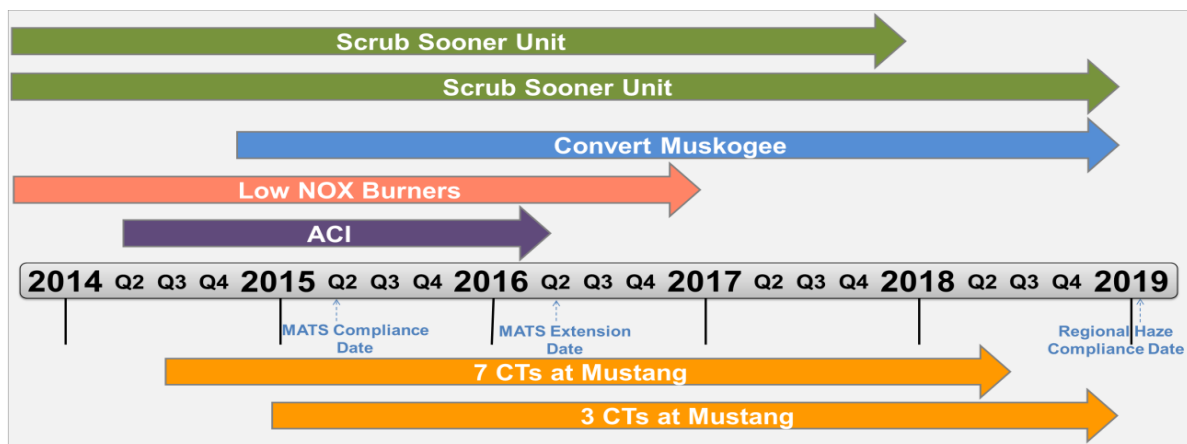 Scrub Sooner Unit
Scrub Sooner Unit
Convert Muskogee
Low NOX Burners
ACI
2014 Q2 Q3 Q4 2015 Q2 Q3 Q4 2016 Q2 Q3 Q4 2017 Q2 Q3 Q4 2018 Q2 Q3 Q4 2019
MATS Compliance
Date
MATS Extension
Date
Regional Haze
Compliance Date
7 CTs at Mustang
3 CTs at Mustang